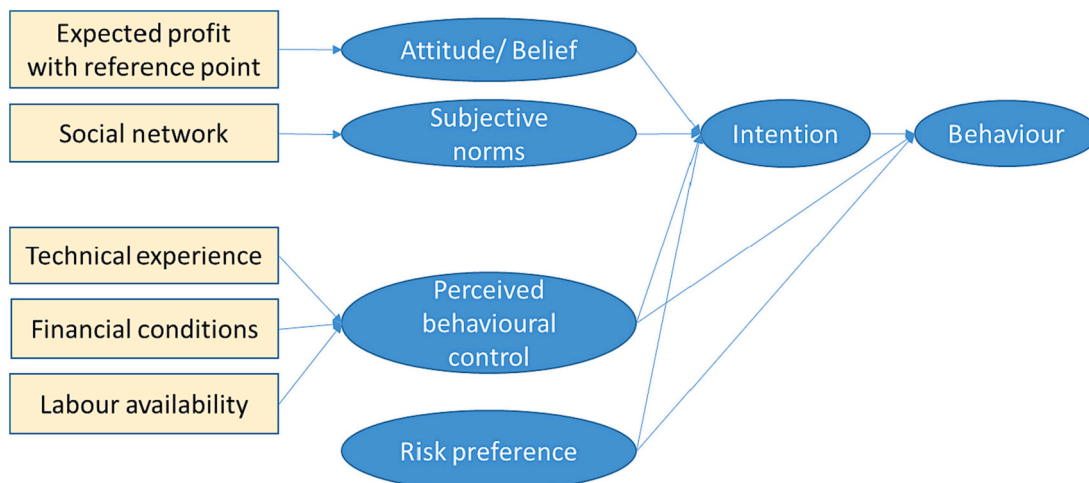 Expected profit
with reference point
Attitude/ Belief
Social network
Subjective
norms
Intention
Behaviour
Technical experience
Financial conditions
Labour availability
Perceived
behavioural
control
Risk preference